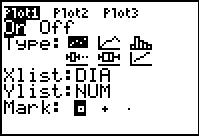 Plot1 Plot2 Plot3
On Off
Type:
Xlist:DIA
Ylist:NUM
Mark: + .